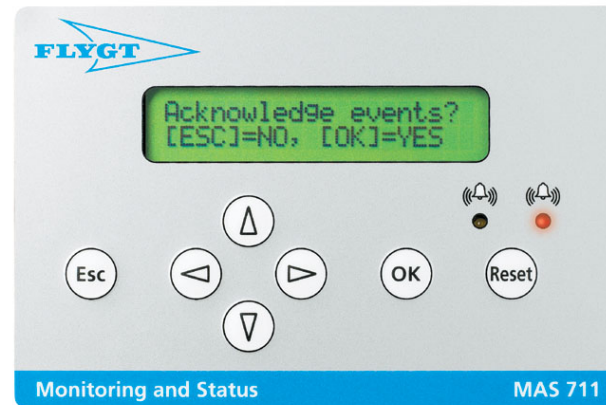 FLYGT
Acknowledge events?
[ESC]=NO, [OK]=YES
Esc
OK
Reset
Monitoring and Status
MAS 711